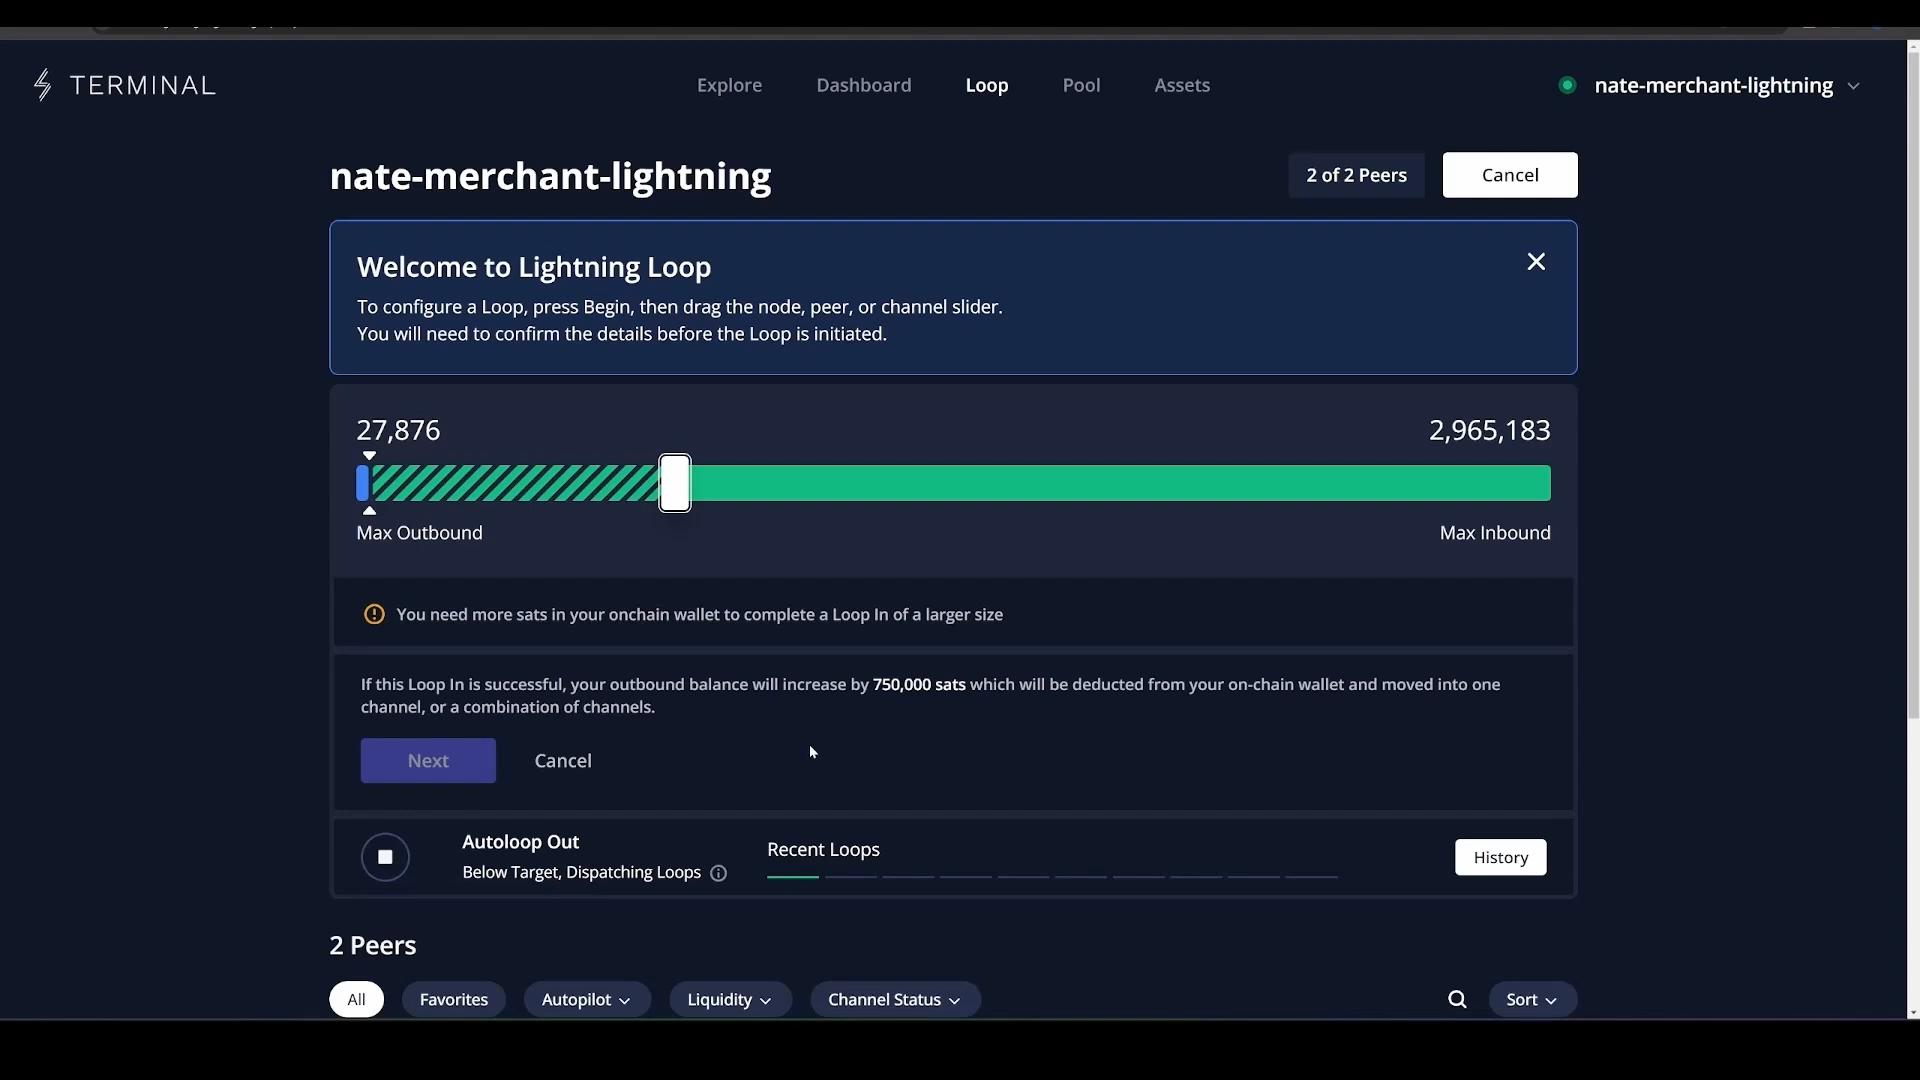 TERMINAL
Explore
Dashboard
Loop
Pool
Assets
nate-merchant-lightning
nate-merchant-lightning
2 of 2 Peers
Cancel
Welcome to Lightning Loop
To configure a Loop, press Begin, then drag the node, peer, or channel slider.
You will need to confirm the details before the Loop is initiated.
27,876
2,965,183
Max Outbound
Max Inbound
You need more sats in your onchain wallet to complete a Loop In of a larger size
If this Loop In is successful, your outbound balance will increase by 750,000 sats which will be deducted from your on-chain wallet and moved into one
channel, or a combination of channels.
Next
Cancel
Autoloop Out
Below Target, Dispatching Loops
Recent Loops
History
2 Peers
All
Favorites
Autopilot
Liquidity
Channel Status
Sort